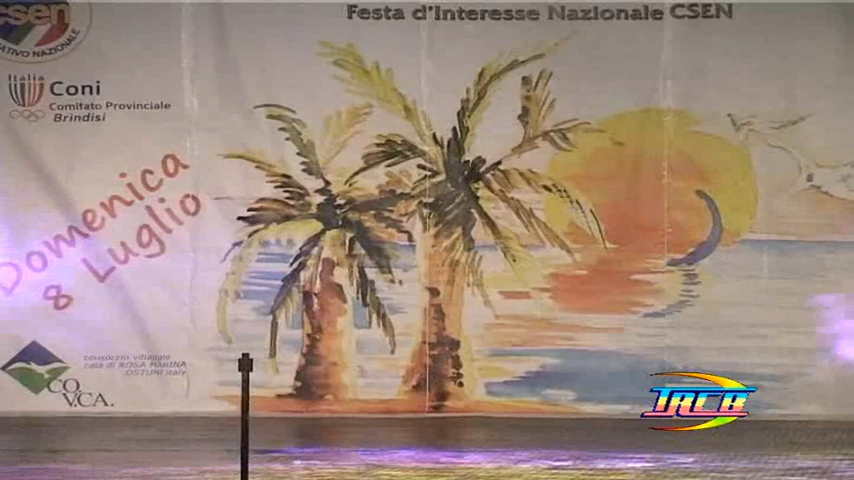 Festa d'Interesse Nazionale CSEN
csen
ATIVO NAZIONALE
Italia
Coni
Comitato Provinciale
Brindisi
Domenica
8 Luglio
consorzio villaggio
cala di ROSA MARINA
OSTUNI Italy
CO
V.CA.
TRCB